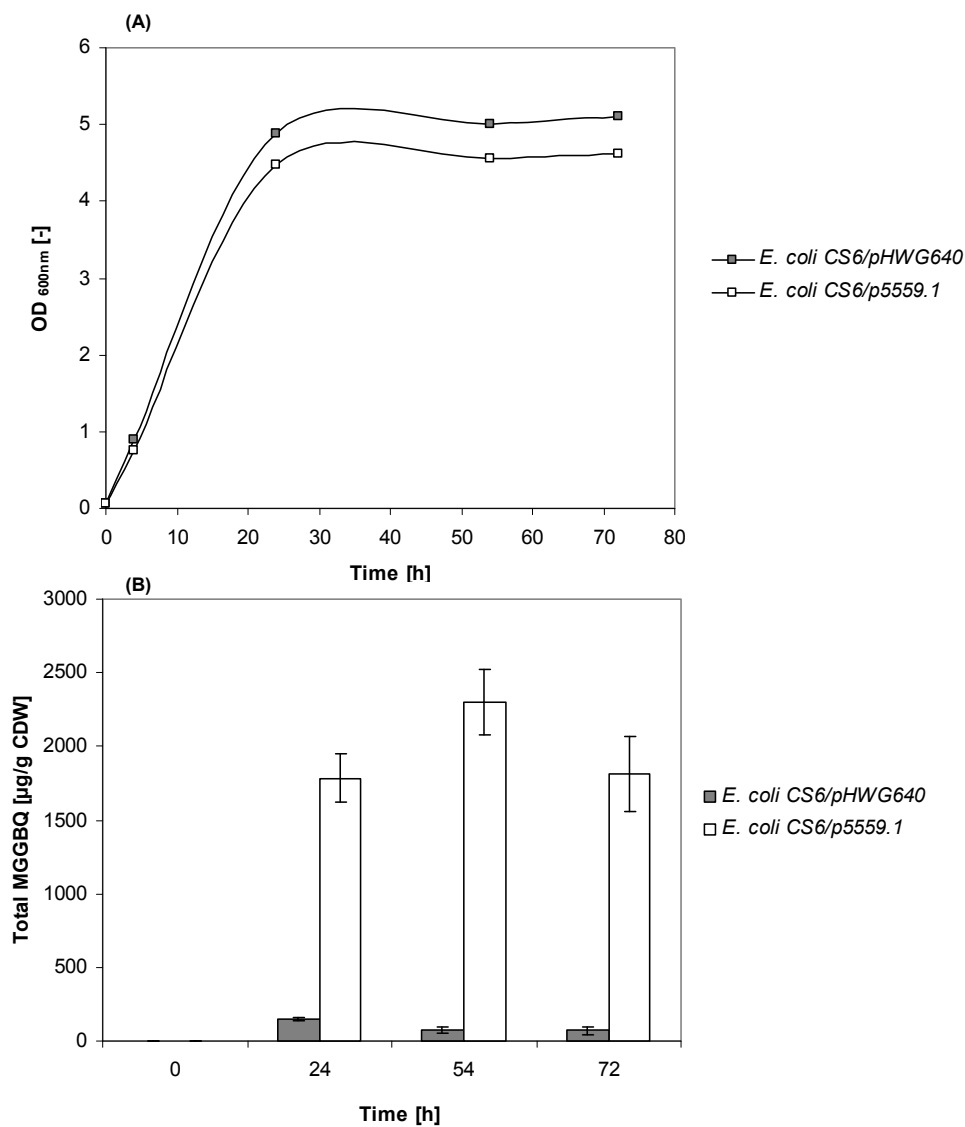 (A)
6
5
4
3
2
1
0
OD 600nm [-]
0 10 20 30 40 50 60 70 80
Time [h]
E. coli CS6/pHWG640
E. coli CS6/p5559.1
(B)
3000
2500
2000
1500
1000
500
0
Total MGGBQ [µg/g CDW]
0 24 54 72
Time [h]
E. coli CS6/pHWG640
E. coli CS6/p5559.1